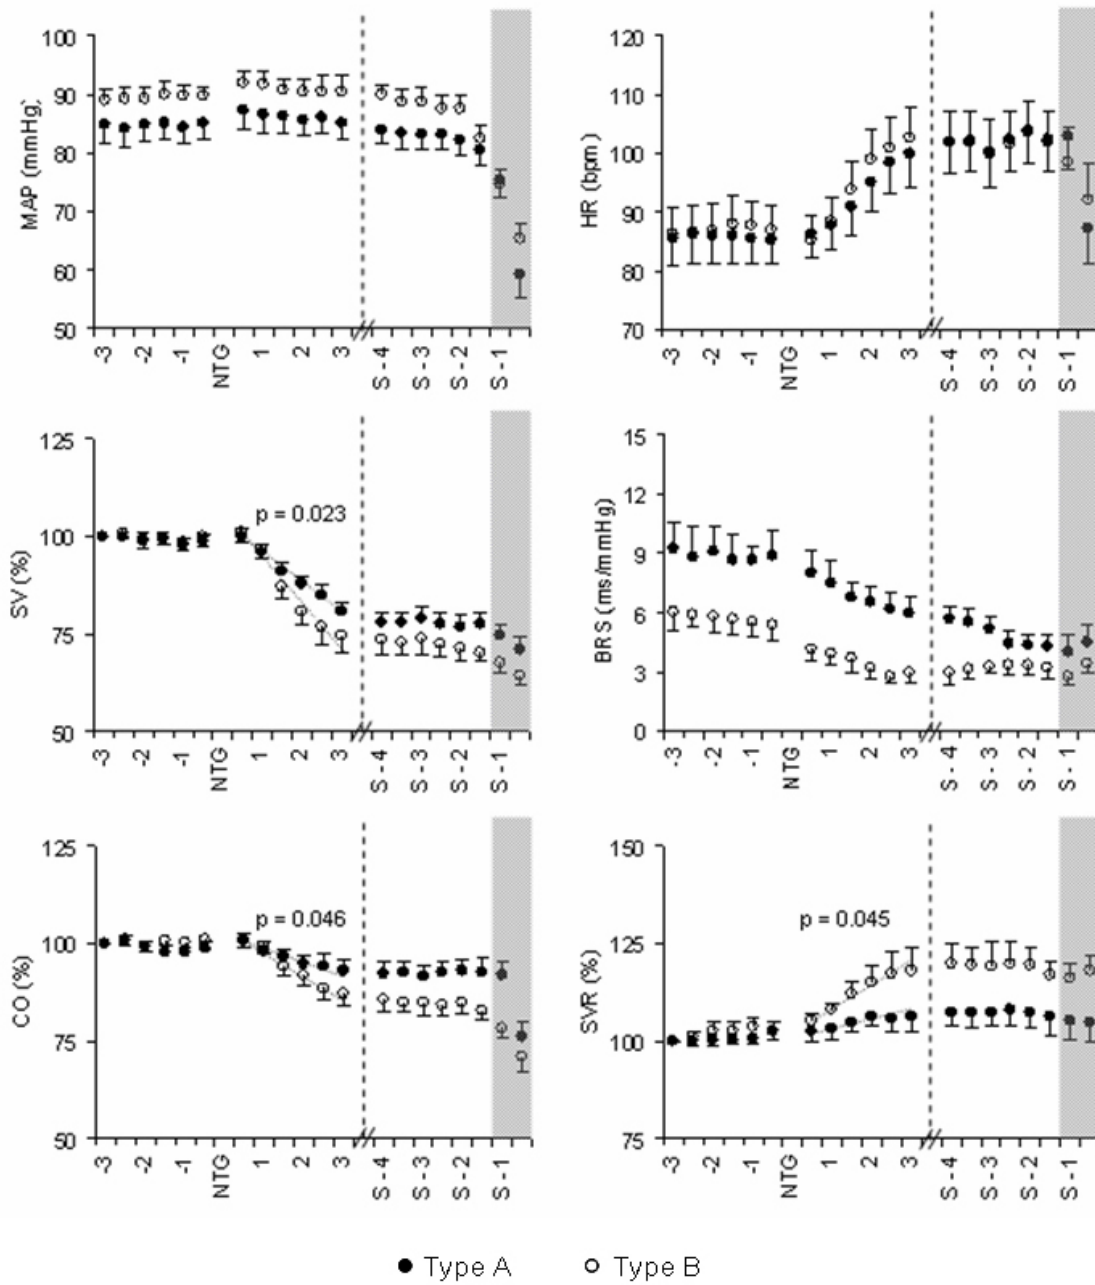 MAP (mmHg)
100
90
80
70
60
50
-3 -2 -1 NTG 1 2 3 S - 4 S - 3 S - 2 S - 1
HR (bpm)
120
110
100
90
80
70
-3 -2 -1 NTG 1 2 3 S - 4 S - 3 S - 2 S - 1
SV (%)
125
100
75
50
p = 0.023
-3 -2 -1 NTG 1 2 3 S - 4 S - 3 S - 2 S - 1
BRS (ms/mmHg)
15
12
9
6
3
0
-3 -2 -1 NTG 1 2 3 S - 4 S - 3 S - 2 S - 1
CO (%)
125
100
75
50
p = 0.046
-3 -2 -1 NTG 1 2 3 S - 4 S - 3 S - 2 S - 1
SVR (%)
150
125
100
75
p = 0.045
-3 -2 -1 NTG 1 2 3 S - 4 S - 3 S - 2 S - 1
Type A Type B